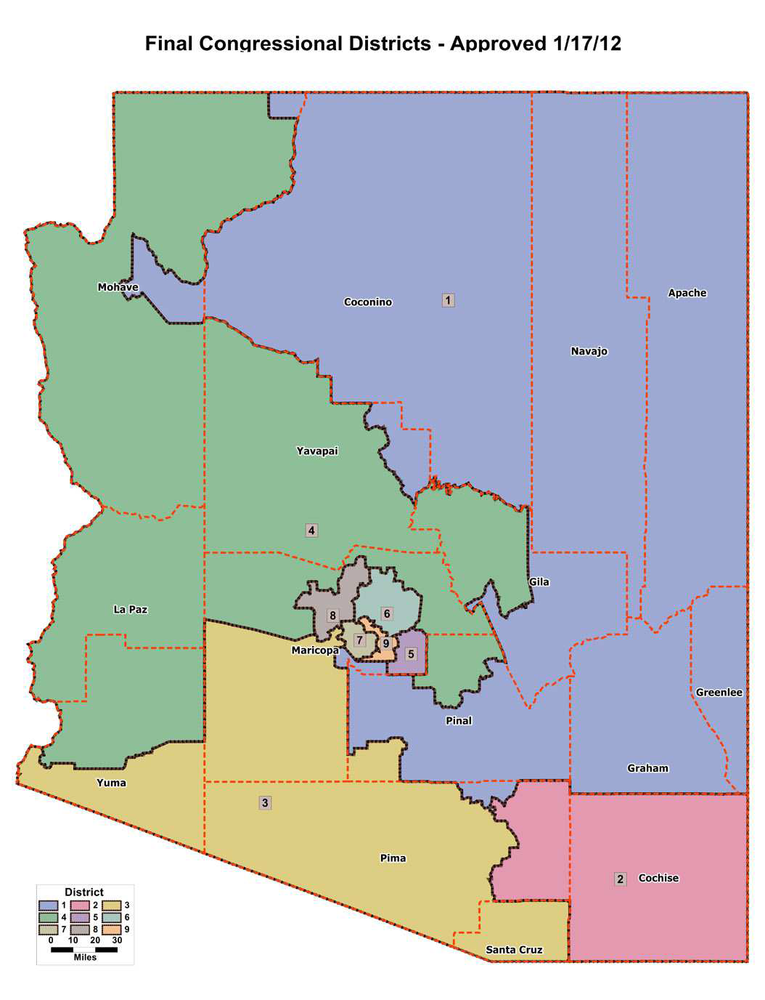 Final Congressional Districts - Approved 1/17/12
Mohave
Coconino
1
Apache
Navajo
Yavapai
4
Gila
La Paz
8
6
7
9
Maricopa
5
Greenlee
Pinal
Graham
Yuma
3
Pima
2
Cochise
Santa Cruz
District
1 2 3
4 5 6
7 8 9
0 10 20 30
Miles